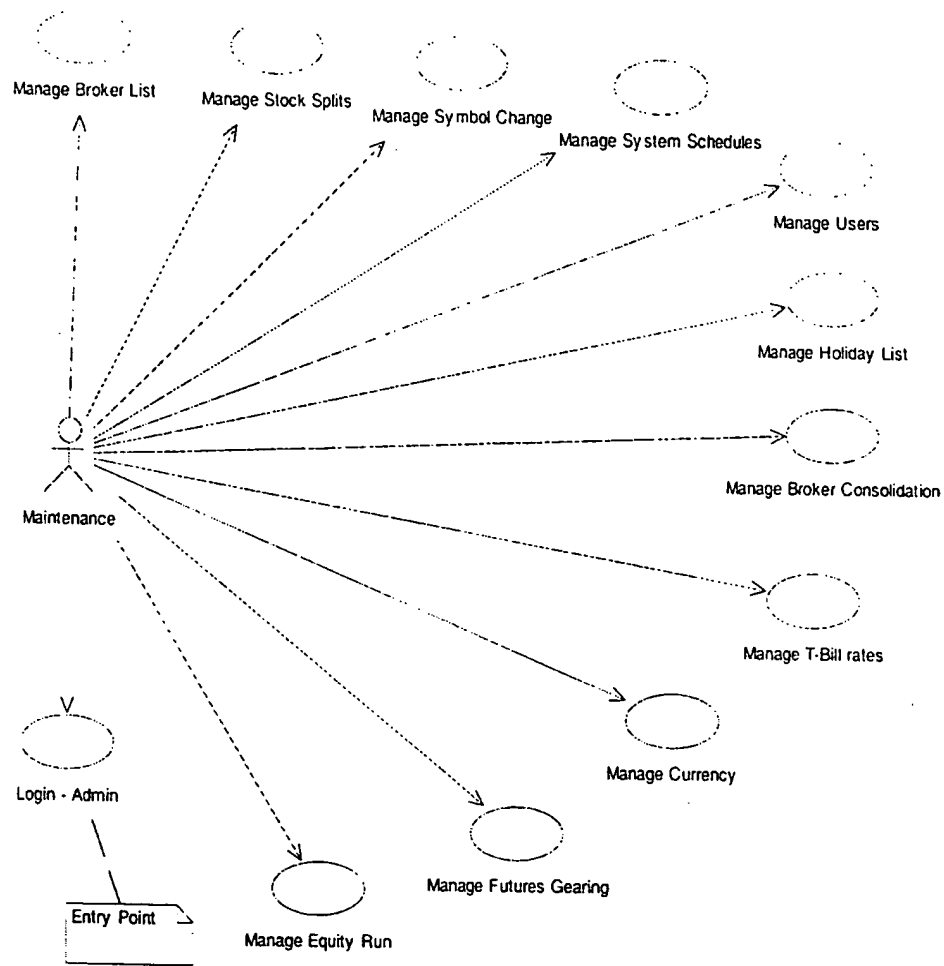 Manage Broker List
Manage Stock Splits
Manage Symbol Change
Manage System Schedules
Manage Users
Manage Holiday List
Manage Broker Consolidation
Maintenance
Manage T-Bill rates
Manage Currency
Login - Admin
Manage Futures Gearing
Entry Point
Manage Equity Run